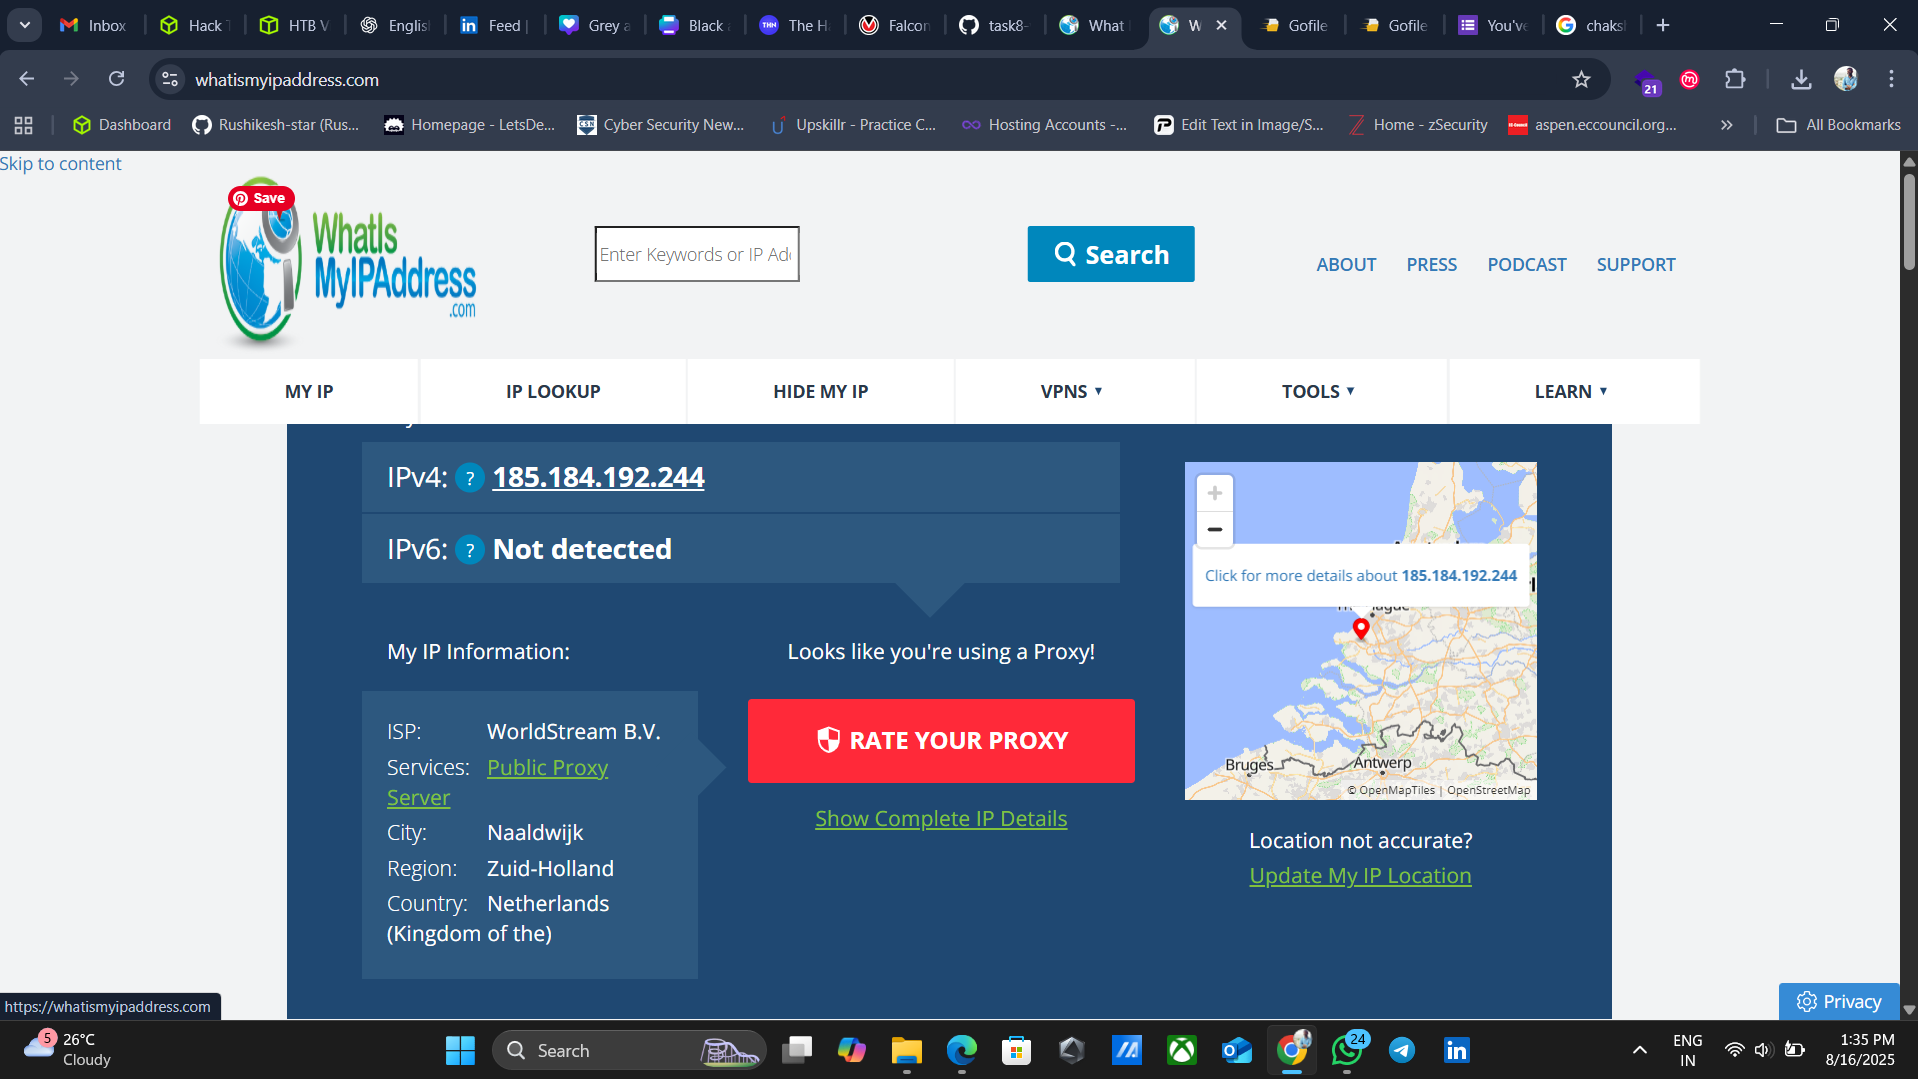 Inbox
Hack T
HTB V
English
Feed |
Grey a
Black a
The Ha
Falcon
task8-
What
W
Gofile
Gofile
You've
chaksh
21
whatismyipaddress.com
Dashboard
Rushikesh-star (Rus...
Homepage - LetsDe...
Cyber Security New...
Upskillr - Practice C...
Hosting Accounts -...
Edit Text in Image/S...
Home - zSecurity
aspen.eccouncil.org...
All Bookmarks
Skip to content
Save
WhatIs
MyIPAddress
.com
Enter Keywords or IP Ad
Search
ABOUT
PRESS
PODCAST
SUPPORT
MY IP
IP LOOKUP
HIDE MY IP
VPNS
TOOLS
LEARN
IPv4: ? 185.184.192.244
IPv6: ? Not detected
My IP Information:
ISP: WorldStream B.V.
Services: Public Proxy
Server
City: Naaldwijk
Region: Zuid-Holland
Country: Netherlands
(Kingdom of the)
Looks like you're using a Proxy!
RATE YOUR PROXY
Show Complete IP Details
+
−
Click for more details about 185.184.192.244
Bruges
Antwerp
© OpenMapTiles | OpenStreetMap
Location not accurate?
Update My IP Location
https://whatismyipaddress.com
Privacy
5
26°C
Cloudy
Search
24
ENG
IN
1:35 PM
8/16/2025